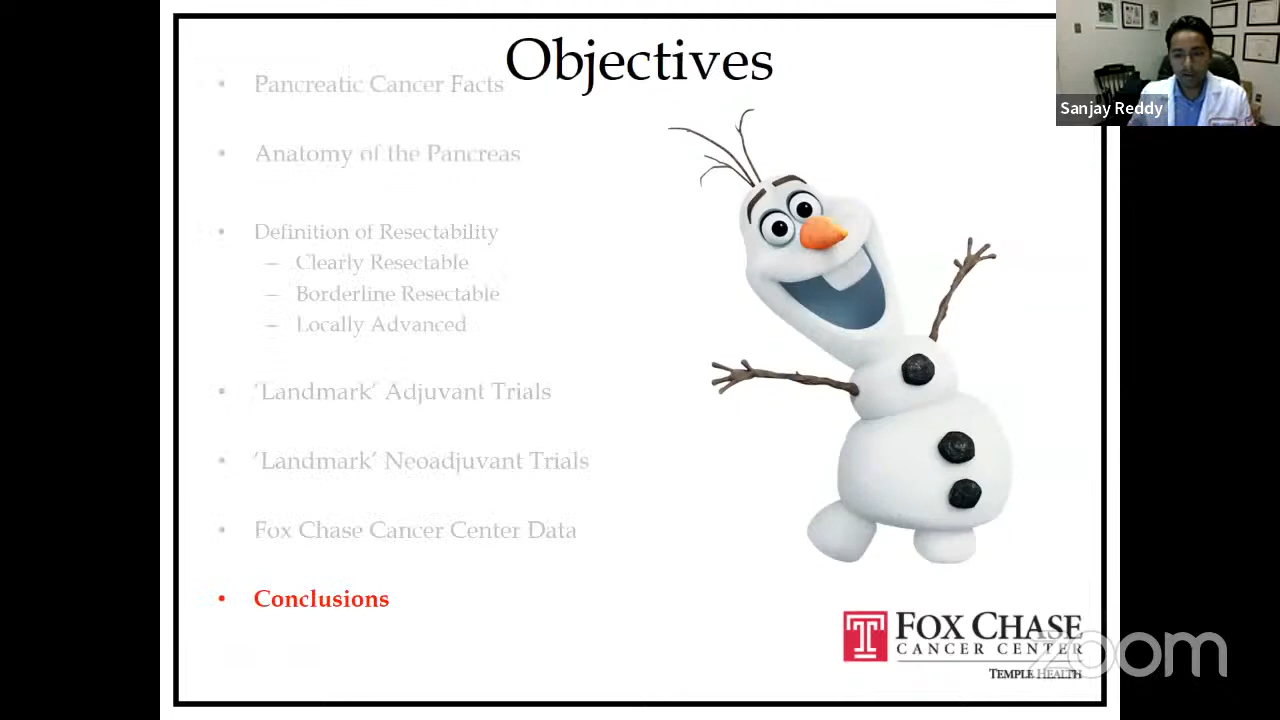 Objectives
• Pancreatic Cancer Facts
• Anatomy of the Pancreas
• Definition of Resectability
– Clearly Resectable
– Borderline Resectable
– Locally Advanced
• ‘Landmark’ Adjuvant Trials
• ‘Landmark’ Neoadjuvant Trials
• Fox Chase Cancer Center Data
• Conclusions
Sanjay Reddy
FOX CHASE
CANCER CENTER
TEMPLE HEALTH
zoom